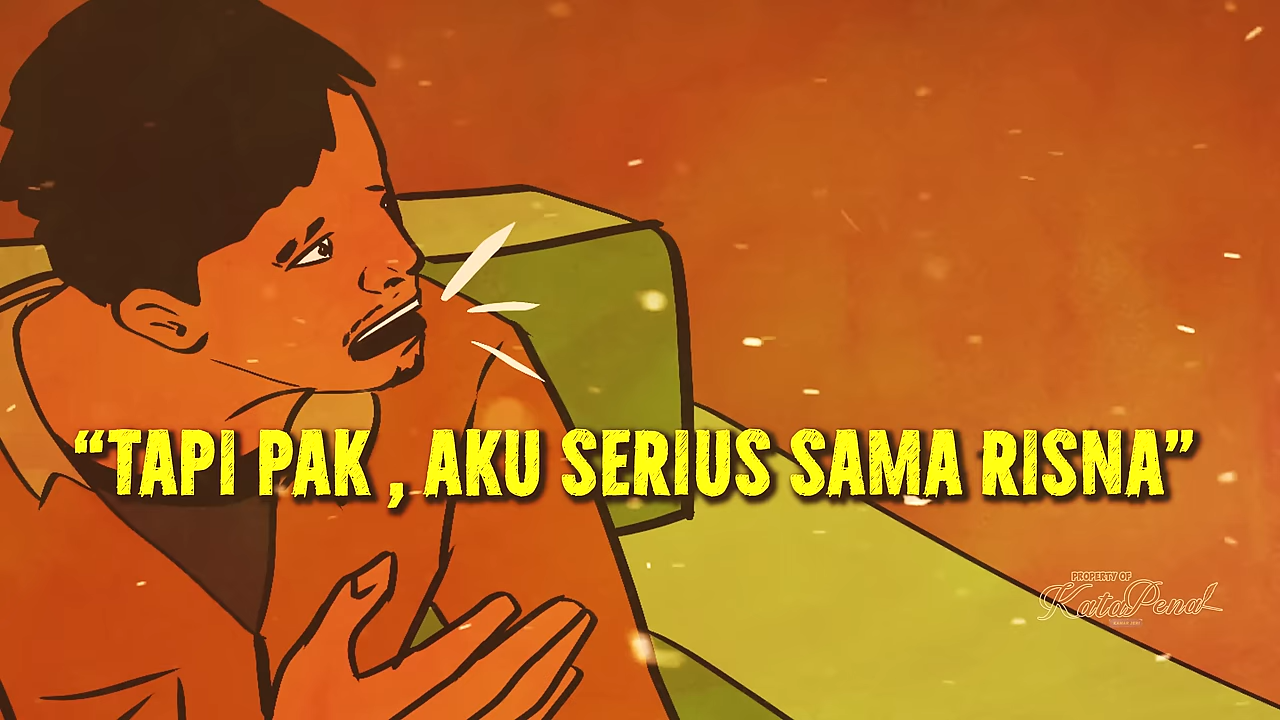 “TAPI PAK , AKU SERIUS SAMA RISNA”
PROPERTY OF
KataPena